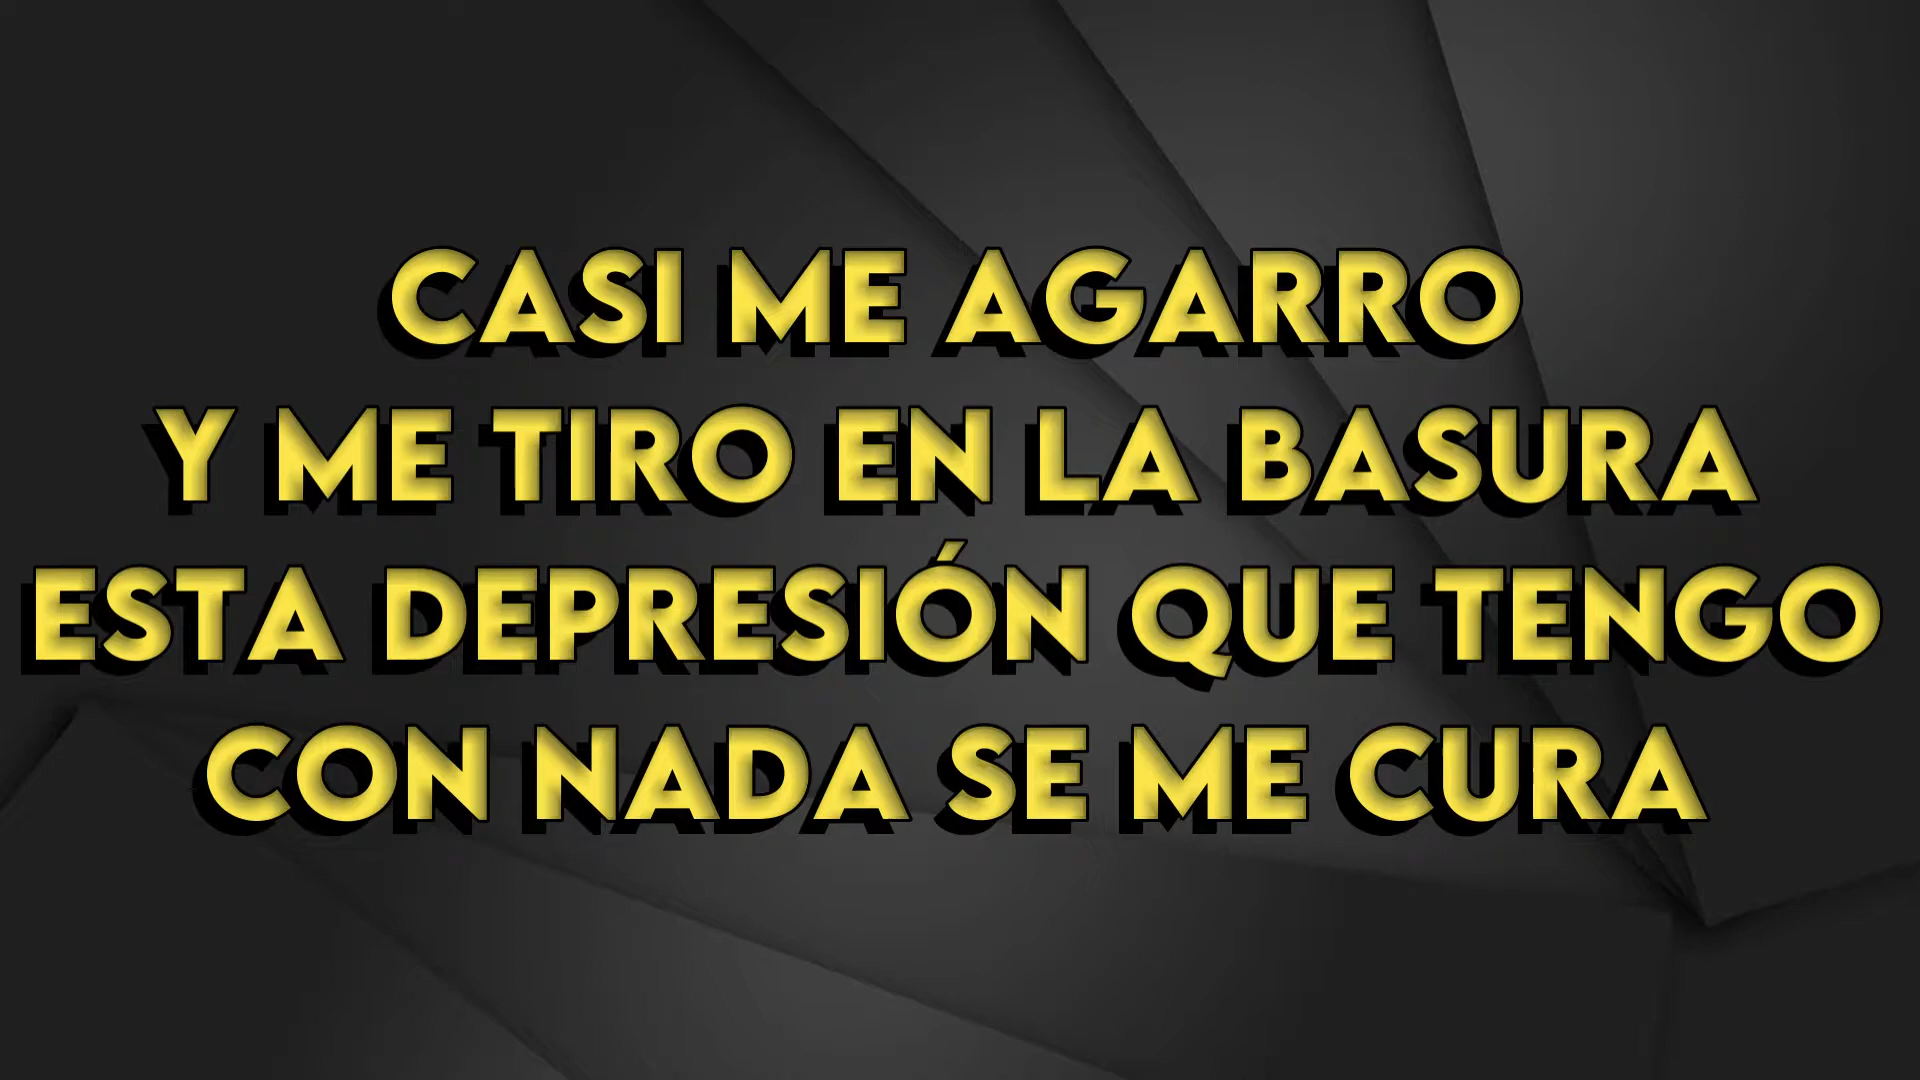 CASI ME AGARRO
Y ME TIRO EN LA BASURA
ESTA DEPRESIÓN QUE TENGO
CON NADA SE ME CURA